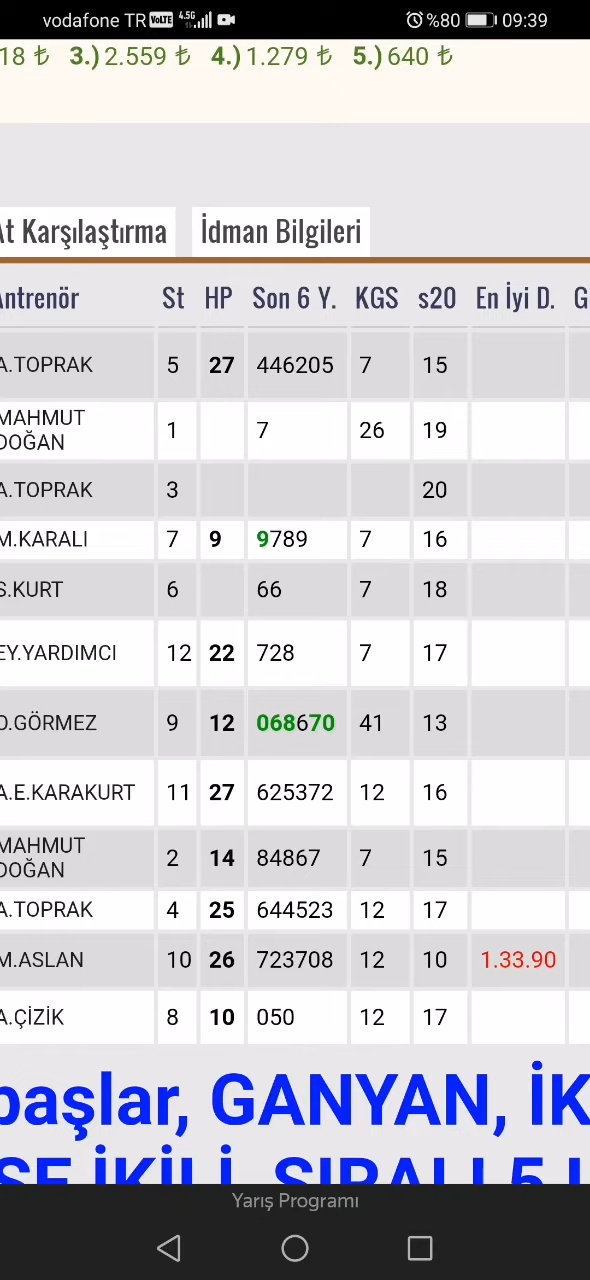 vodafone TR VoLTE 4.5G %80 09:39
18 ₺ 3.) 2.559 ₺ 4.) 1.279 ₺ 5.) 640 ₺
At Karşılaştırma İdman Bilgileri
Antrenör St HP Son 6 Y. KGS s20 En İyi D. G
A.TOPRAK 5 27 446205 7 15
MAHMUT
DOĞAN 1 7 26 19
A.TOPRAK 3 20
M.KARALI 7 9 9789 7 16
S.KURT 6 66 7 18
EY.YARDIMCI 12 22 728 7 17
O.GÖRMEZ 9 12 068670 41 13
A.E.KARAKURT 11 27 625372 12 16
MAHMUT
DOĞAN 2 14 84867 7 15
A.TOPRAK 4 25 644523 12 17
M.ASLAN 10 26 723708 12 10 1.33.90
A.ÇİZİK 8 10 050 12 17
başlar, GANYAN, İK
SE İKİLİ, SIRALI 5 L
Yarış Programı